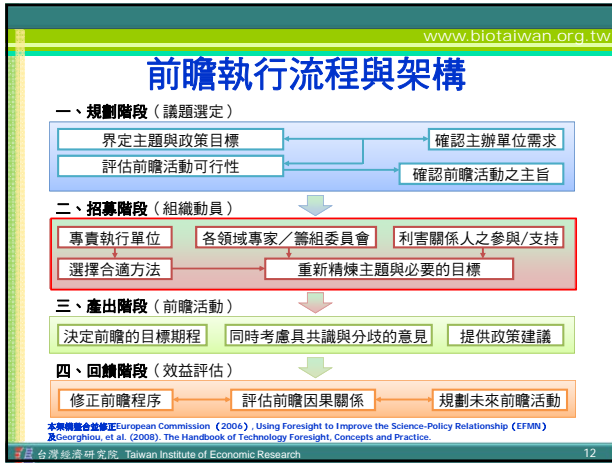 www.biotaiwan.org.tw
前瞻執行流程與架構
一、規劃階段（議題選定）
界定主題與政策目標
確認主辦單位需求
評估前瞻活動可行性
確認前瞻活動之主旨
二、招募階段（組織動員）
專責執行單位
各領域專家／籌組委員會
利害關係人之參與/支持
選擇合適方法
重新精煉主題與必要的目標
三、產出階段（前瞻活動）
決定前瞻的目標期程
同時考慮具共識與分歧的意見
提供政策建議
四、回饋階段（效益評估）
修正前瞻程序
評估前瞻因果關係
規劃未來前瞻活動
本架構整合並修正European Commission（2006）, Using Foresight to Improve the Science-Policy Relationship（EFMN）
及Georghiou, et al. (2008). The Handbook of Technology Foresight, Concepts and Practice.
台灣經濟研究院 Taiwan Institute of Economic Research
12